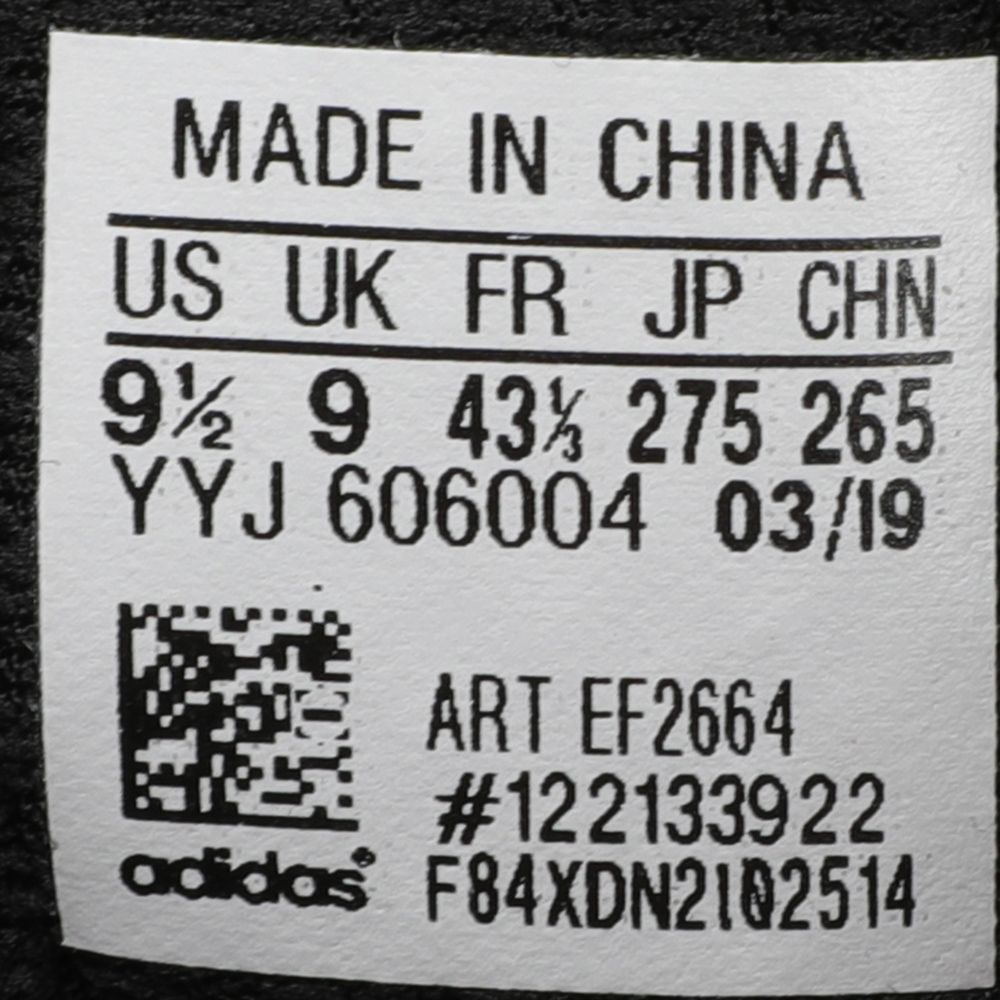 MADE IN CHINA
US UK FR JP CHN
9½ 9 43⅓ 275 265
YYJ 606004 03/19
ART EF2664
#122133922
adidas®